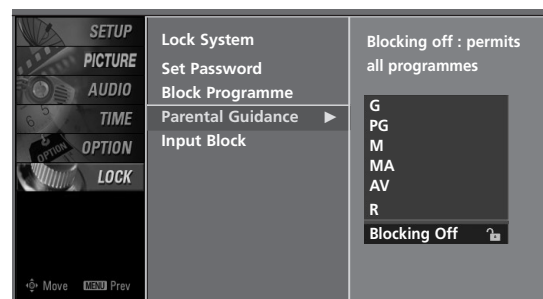 SETUP
PICTURE
AUDIO
TIME
OPTION
LOCK
Move MENU Prev
Lock System
Set Password
Block Programme
Parental Guidance ►
Input Block
Blocking off : permits
all programmes
G
PG
M
MA
AV
R
Blocking Off